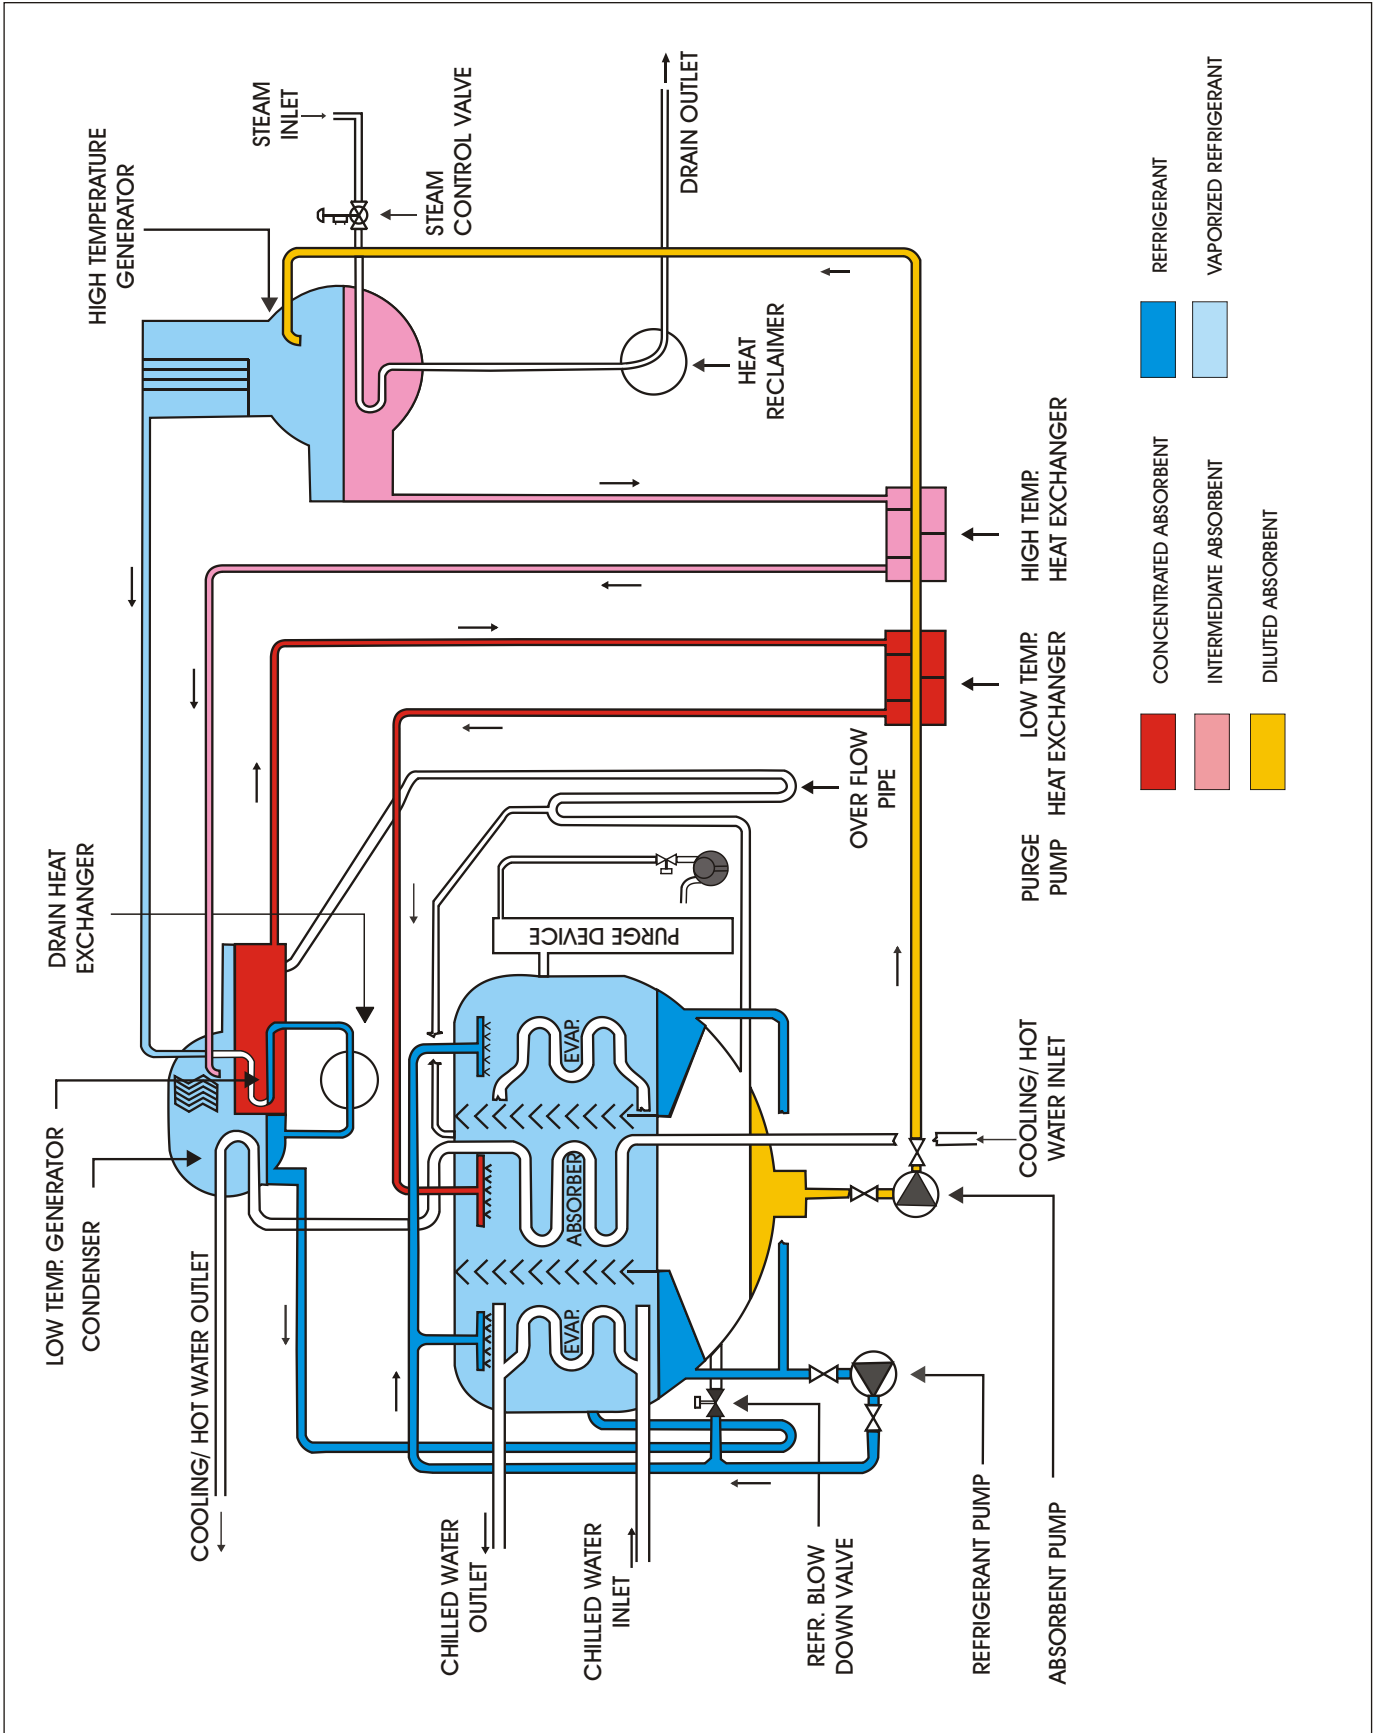 HIGH TEMPERATURE
GENERATOR
STEAM
INLET
STEAM
CONTROL VALVE
DRAIN OUTLET
HEAT
RECLAIMER
DRAIN HEAT
EXCHANGER
LOW TEMP. GENERATOR
CONDENSER
COOLING/ HOT WATER OUTLET
PURGE DEVICE
EVAP.
ABSORBER
EVAP.
OVER FLOW
PIPE
PURGE
PUMP
LOW TEMP.
HEAT EXCHANGER
HIGH TEMP.
HEAT EXCHANGER
COOLING/ HOT
WATER INLET
CHILLED WATER
OUTLET
CHILLED WATER
INLET
REFR. BLOW
DOWN VALVE
REFRIGERANT PUMP
ABSORBENT PUMP
CONCENTRATED ABSORBENT
INTERMEDIATE ABSORBENT
DILUTED ABSORBENT
REFRIGERANT
VAPORIZED REFRIGERANT